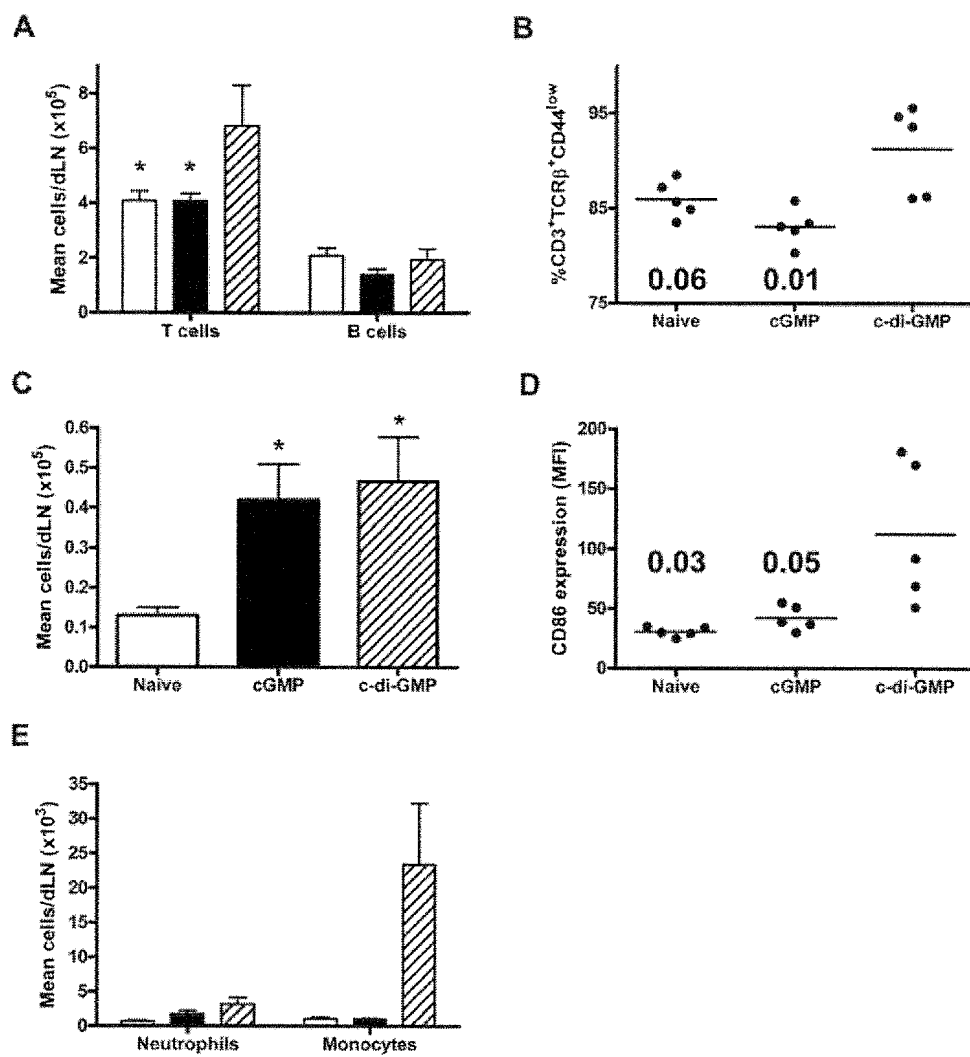 A
Mean cells/dLN (x10⁵)
8
6
4
2
0
* *
T cells B cells
B
%CD3⁺TCRβ⁺CD44ˡᵒʷ
95
85
75
0.06 0.01
Naive cGMP c-di-GMP
C
Mean cells/dLN (x10⁵)
0.6
0.5
0.4
0.3
0.2
0.1
0.0
* *
Naive cGMP c-di-GMP
D
CD86 expression (MFI)
200
150
100
50
0
0.03 0.05
Naive cGMP c-di-GMP
E
Mean cells/dLN (x10³)
35
30
25
20
15
10
5
0
Neutrophils Monocytes